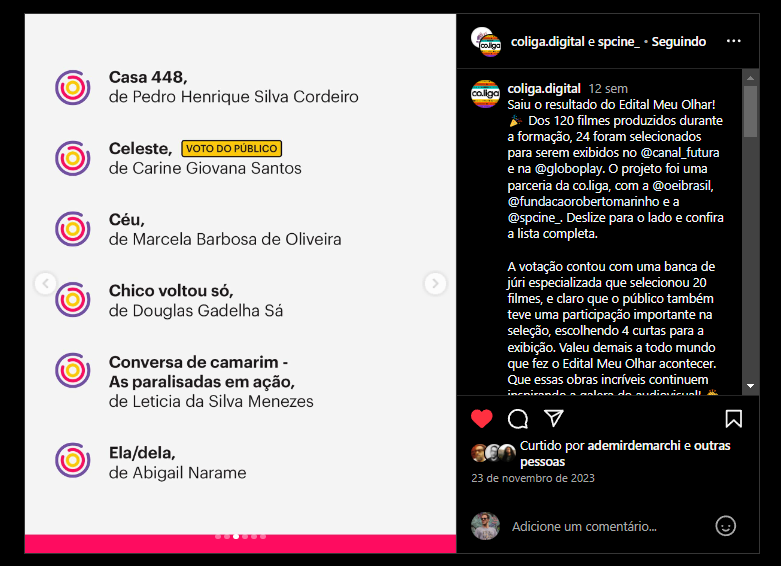 Casa 448,
de Pedro Henrique Silva Cordeiro
Celeste, VOTO DO PÚBLICO
de Carine Giovana Santos
Céu,
de Marcela Barbosa de Oliveira
Chico voltou só,
de Douglas Gadelha Sá
Conversa de camarim -
As paralisadas em ação,
de Leticia da Silva Menezes
Ela/dela,
de Abigail Narame
co.liga
coliga.digital e spcine_ • Seguindo
co.liga
coliga.digital 12 sem
Saiu o resultado do Edital Meu Olhar!
🎉 Dos 120 filmes produzidos durante
a formação, 24 foram selecionados
para serem exibidos no @canal_futura
e na @globoplay. O projeto foi uma
parceria da co.liga, com a @oeibrasil,
@fundacaorobertomarinho e a
@spcine_. Deslize para o lado e confira
a lista completa.
A votação contou com uma banca de
júri especializada que selecionou 20
filmes, e claro que o público também
teve uma participação importante na
seleção, escolhendo 4 curtas para a
exibição. Valeu demais a todo mundo
que fez o Edital Meu Olhar acontecer.
Que essas obras incríveis continuem
inspirando a galera do audiovisual!
Curtido por ademirdemarchi e outras
pessoas
23 de novembro de 2023
Adicione um comentário...